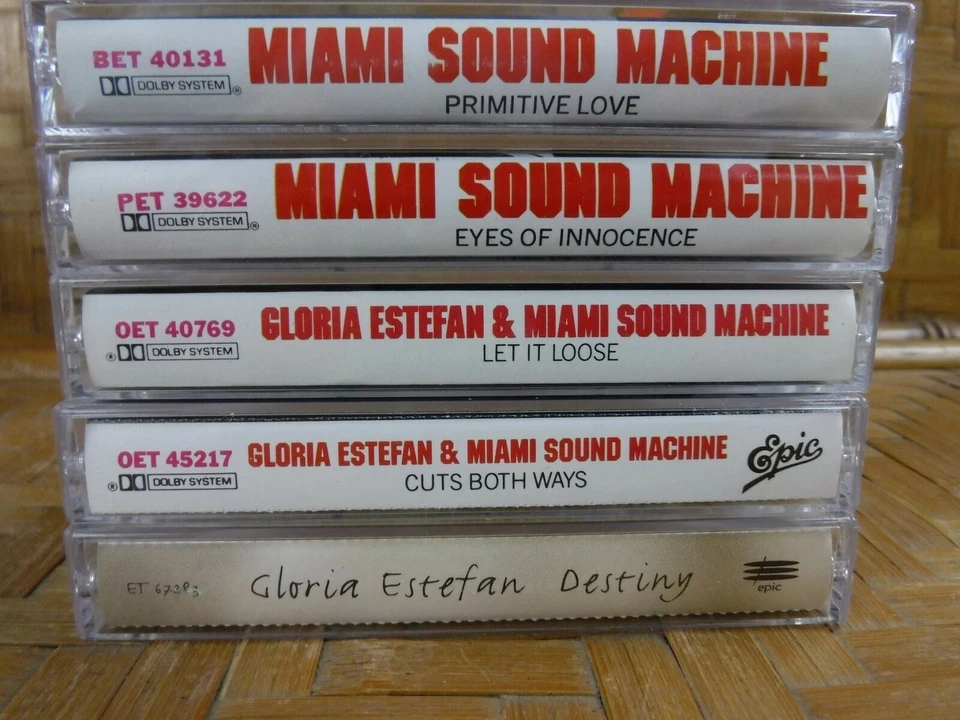 BET 40131
DOLBY SYSTEM®
MIAMI SOUND MACHINE
PRIMITIVE LOVE
PET 39622
DOLBY SYSTEM®
MIAMI SOUND MACHINE
EYES OF INNOCENCE
OET 40769
® DOLBY SYSTEM
GLORIA ESTEFAN & MIAMI SOUND MACHINE
LET IT LOOSE
OET 45217
® DOLBY SYSTEM
GLORIA ESTEFAN & MIAMI SOUND MACHINE
CUTS BOTH WAYS
Epic
ET
Gloria Estefan Destiny
epic